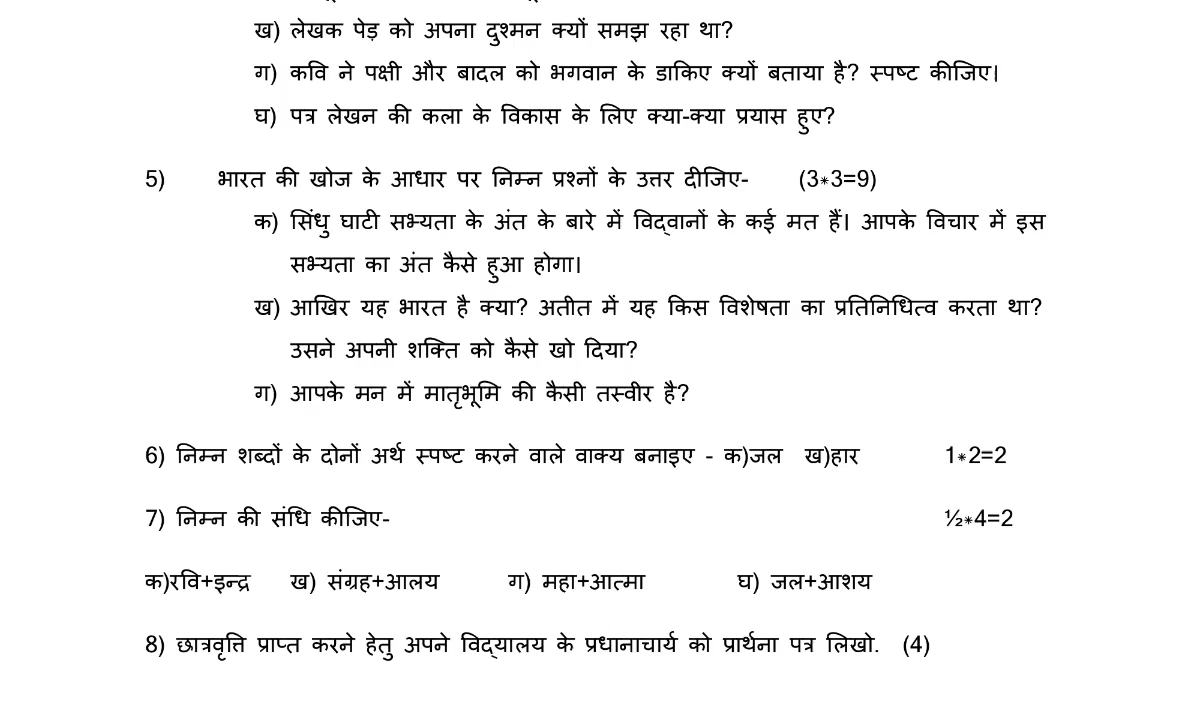 ख) लेखक पेड़ को अपना दुश्मन क्यों समझ रहा था?
ग) कवि ने पक्षी और बादल को भगवान के डाकिए क्यों बताया है? स्पष्ट कीजिए।
घ) पत्र लेखन की कला के विकास के लिए क्या-क्या प्रयास हुए?
5) भारत की खोज के आधार पर निम्न प्रश्नों के उत्तर दीजिए- (3*3=9)
क) सिंधु घाटी सभ्यता के अंत के बारे में विद्वानों के कई मत हैं। आपके विचार में इस
सभ्यता का अंत कैसे हुआ होगा।
ख) आखिर यह भारत है क्या? अतीत में यह किस विशेषता का प्रतिनिधित्व करता था?
उसने अपनी शक्ति को कैसे खो दिया?
ग) आपके मन में मातृभूमि की कैसी तस्वीर है?
6) निम्न शब्दों के दोनों अर्थ स्पष्ट करने वाले वाक्य बनाइए - क)जल ख)हार 1*2=2
7) निम्न की संधि कीजिए- ½*4=2
क)रवि+इन्द्र ख) संग्रह+आलय ग) महा+आत्मा घ) जल+आशय
8) छात्रवृत्ति प्राप्त करने हेतु अपने विद्यालय के प्रधानाचार्य को प्रार्थना पत्र लिखो. (4)